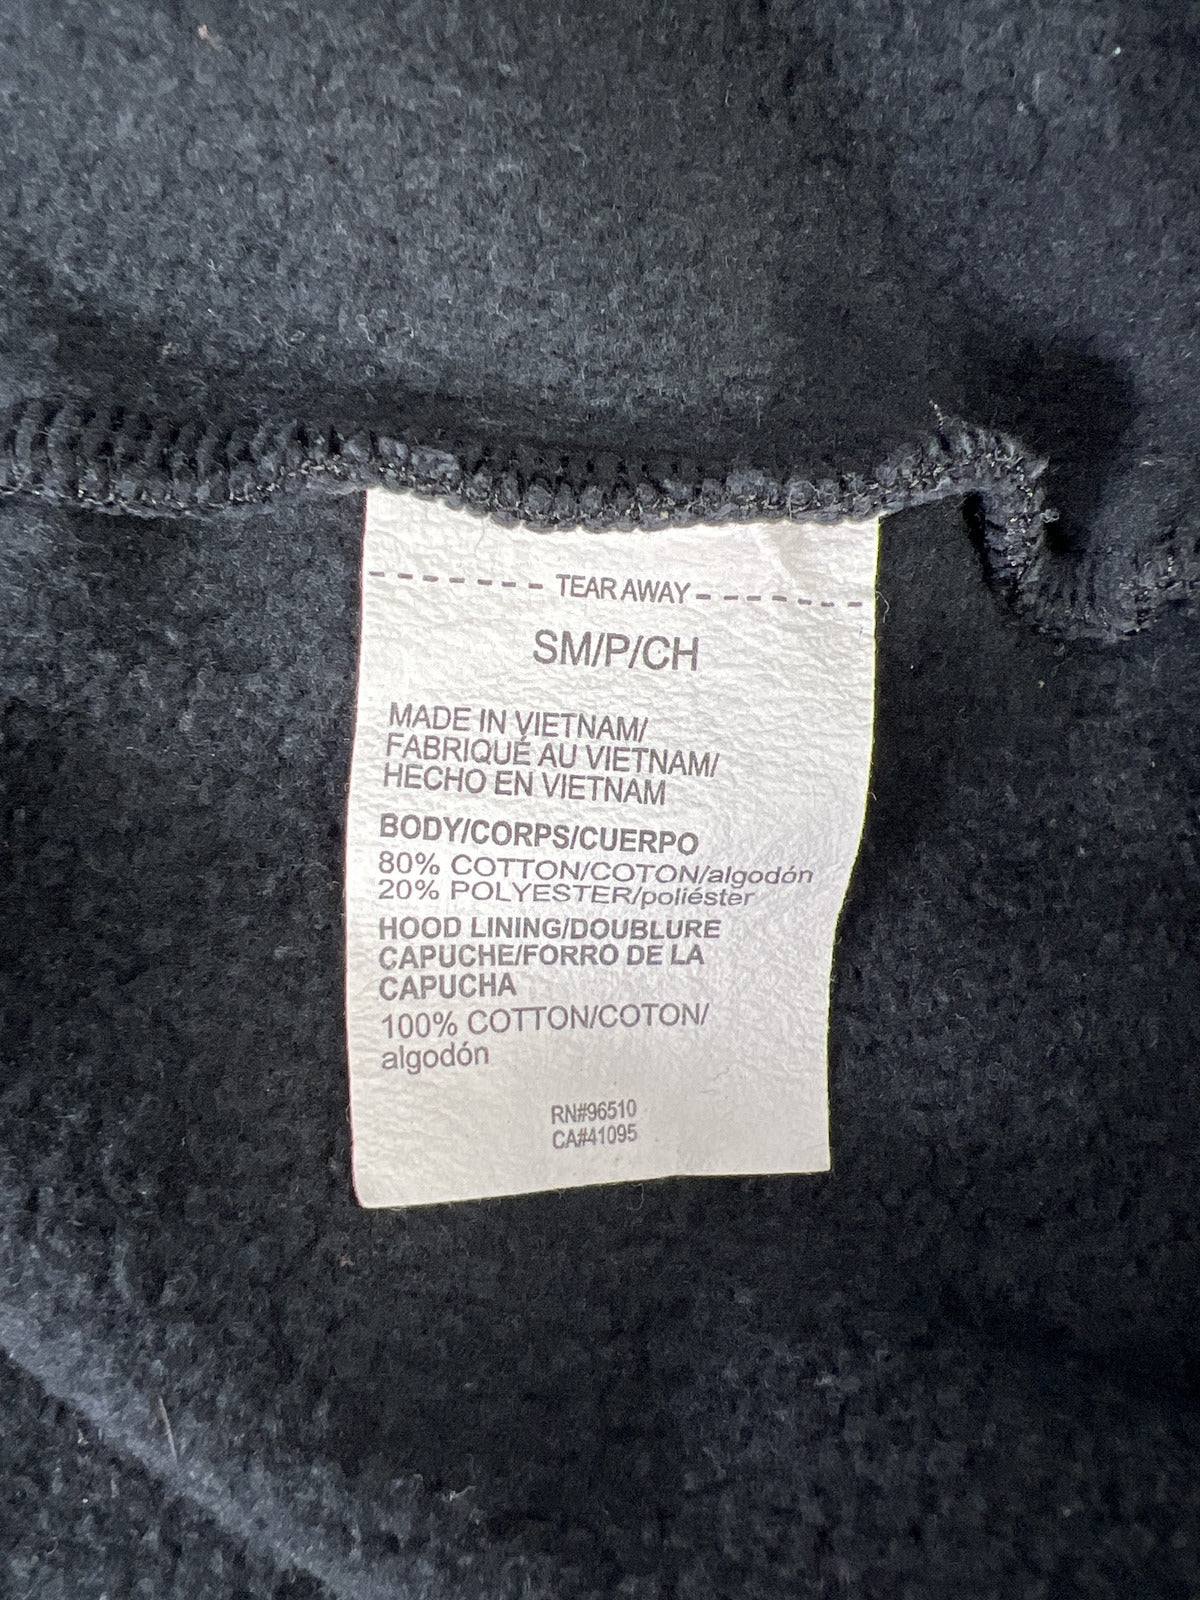 TEAR AWAY
SM/P/CH
MADE IN VIETNAM/
FABRIQUÉ AU VIETNAM/
HECHO EN VIETNAM
BODY/CORPS/CUERPO
80% COTTON/COTON/algodón
20% POLYESTER/poliéster
HOOD LINING/DOUBLURE
CAPUCHE/FORRO DE LA
CAPUCHA
100% COTTON/COTON/
algodón
RN#96510
CA#41095